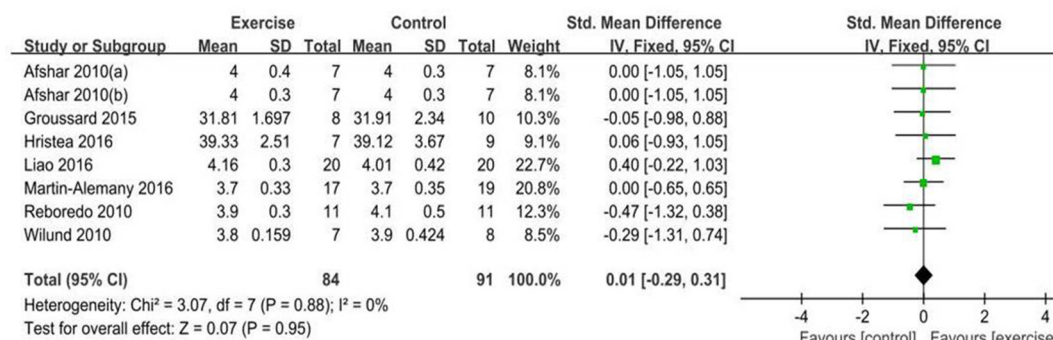 Exercise Control Std. Mean Difference Std. Mean Difference
Study or Subgroup Mean SD Total Mean SD Total Weight IV, Fixed, 95% CI IV, Fixed, 95% CI
Afshar 2010(a) 4 0.4 7 4 0.3 7 8.1% 0.00 [-1.05, 1.05]
Afshar 2010(b) 4 0.3 7 4 0.3 7 8.1% 0.00 [-1.05, 1.05]
Groussard 2015 31.81 1.697 8 31.91 2.34 10 10.3% -0.05 [-0.98, 0.88]
Hristea 2016 39.33 2.51 7 39.12 3.67 9 9.1% 0.06 [-0.93, 1.05]
Liao 2016 4.16 0.3 20 4.01 0.42 20 22.7% 0.40 [-0.22, 1.03]
Martin-Alemany 2016 3.7 0.33 17 3.7 0.35 19 20.8% 0.00 [-0.65, 0.65]
Reboredo 2010 3.9 0.3 11 4.1 0.5 11 12.3% -0.47 [-1.32, 0.38]
Wilund 2010 3.8 0.159 7 3.9 0.424 8 8.5% -0.29 [-1.31, 0.74]
Total (95% CI) 84 91 100.0% 0.01 [-0.29, 0.31]
Heterogeneity: Chi² = 3.07, df = 7 (P = 0.88); I² = 0%
Test for overall effect: Z = 0.07 (P = 0.95)
-4 -2 0 2 4
Favours [control] Favours [exercise